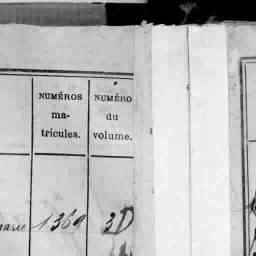 NUMÉROS
ma-
tricules.
NUMÉRO
du
volume.
1360 3D